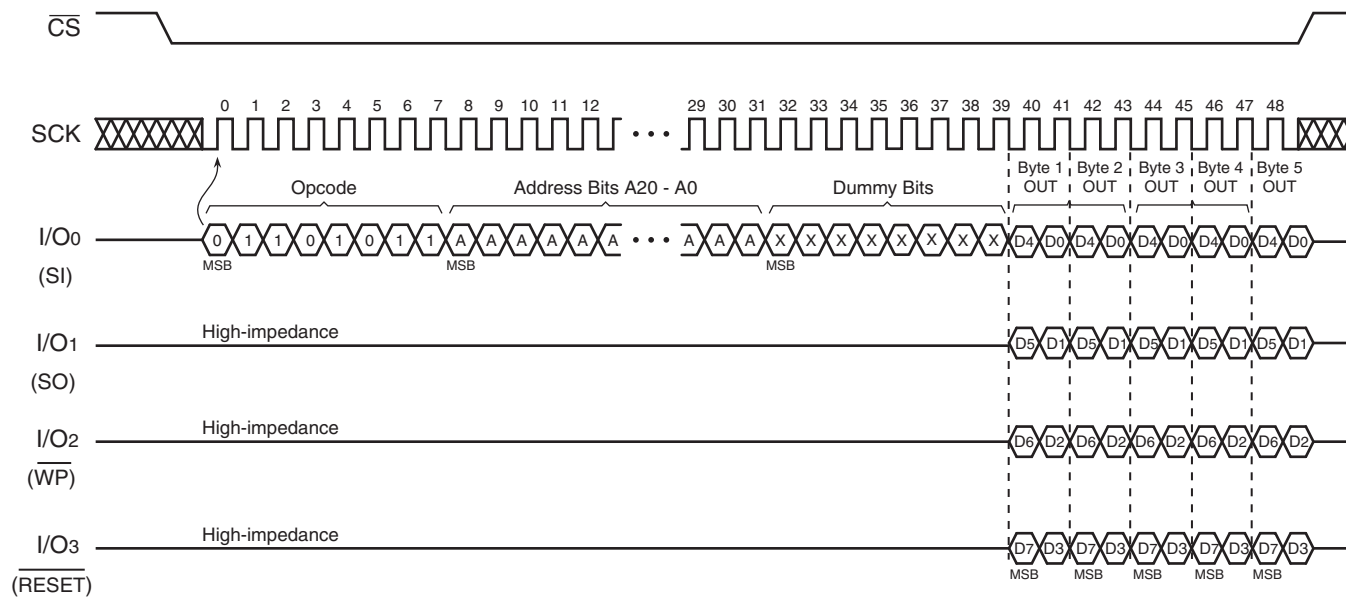 CS
SCK
0 1 2 3 4 5 6 7 8 9 10 11 12 29 30 31 32 33 34 35 36 37 38 39 40 41 42 43 44 45 46 47 48
• • •
Opcode
Address Bits A20 - A0
Dummy Bits
Byte 1 OUT
Byte 2 OUT
Byte 3 OUT
Byte 4 OUT
Byte 5 OUT
I/O0 (SI)
0 1 1 0 1 0 1 1 A A A A A A • • • A A A X X X X X X X X D4 D0 D4 D0 D4 D0 D4 D0 D4 D0
MSB MSB MSB
I/O1 (SO)
High-impedance
D5 D1 D5 D1 D5 D1 D5 D1 D5 D1
I/O2 (WP)
High-impedance
D6 D2 D6 D2 D6 D2 D6 D2 D6 D2
I/O3 (RESET)
High-impedance
D7 D3 D7 D3 D7 D3 D7 D3 D7 D3
MSB MSB MSB MSB MSB